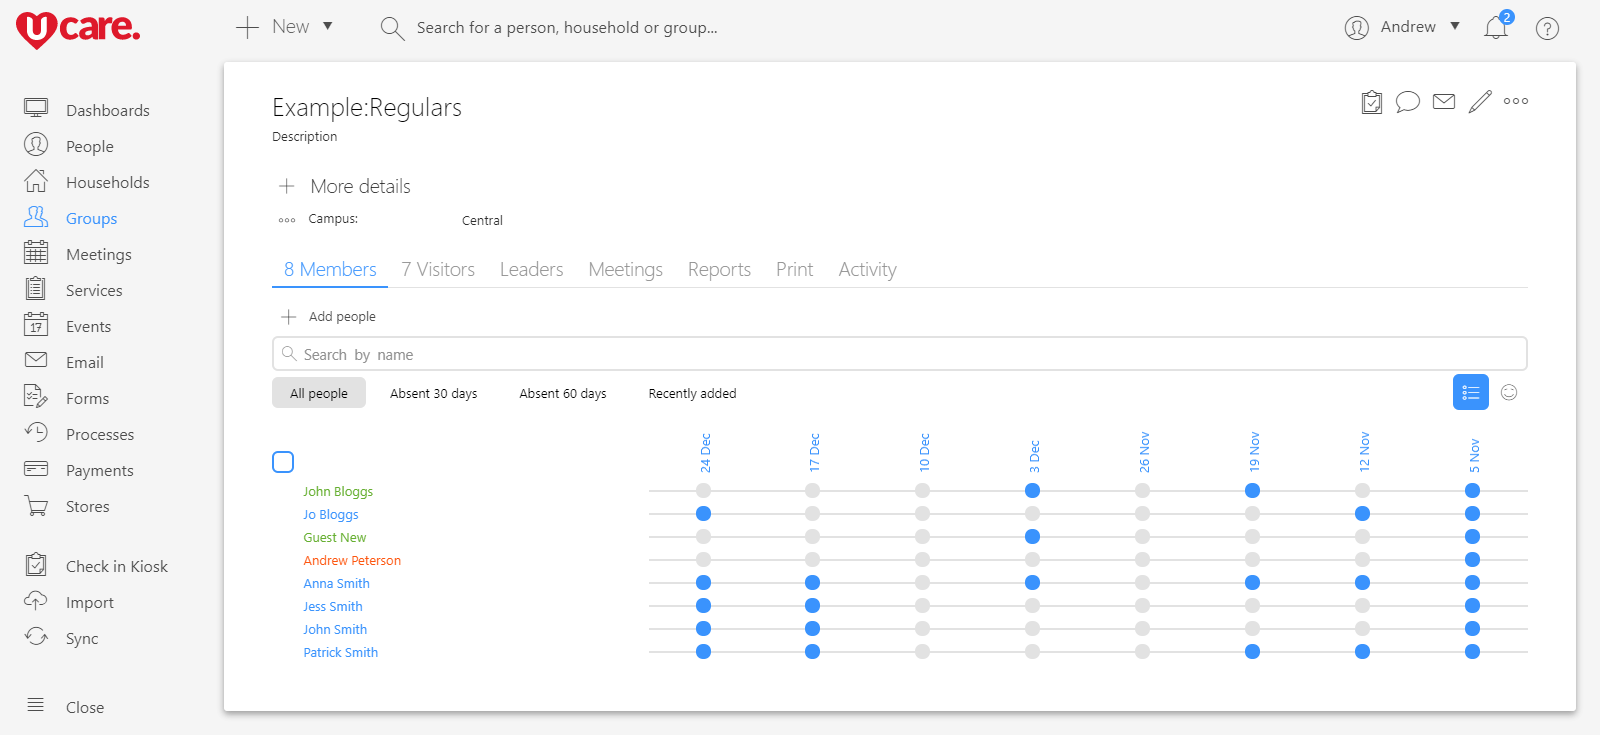 Ucare.
New
Search for a person, household or group...
Andrew
2
?
Dashboards
People
Households
Groups
Meetings
Services
17
Events
Email
Forms
Processes
Payments
Stores
Check in Kiosk
Import
Sync
Close
Example:Regulars
Description
More details
Campus: Central
8 Members 7 Visitors Leaders Meetings Reports Print Activity
Add people
Search by name
All people Absent 30 days Absent 60 days Recently added
24 Dec 17 Dec 10 Dec 3 Dec 26 Nov 19 Nov 12 Nov 5 Nov
John Bloggs
Jo Bloggs
Guest New
Andrew Peterson
Anna Smith
Jess Smith
John Smith
Patrick Smith